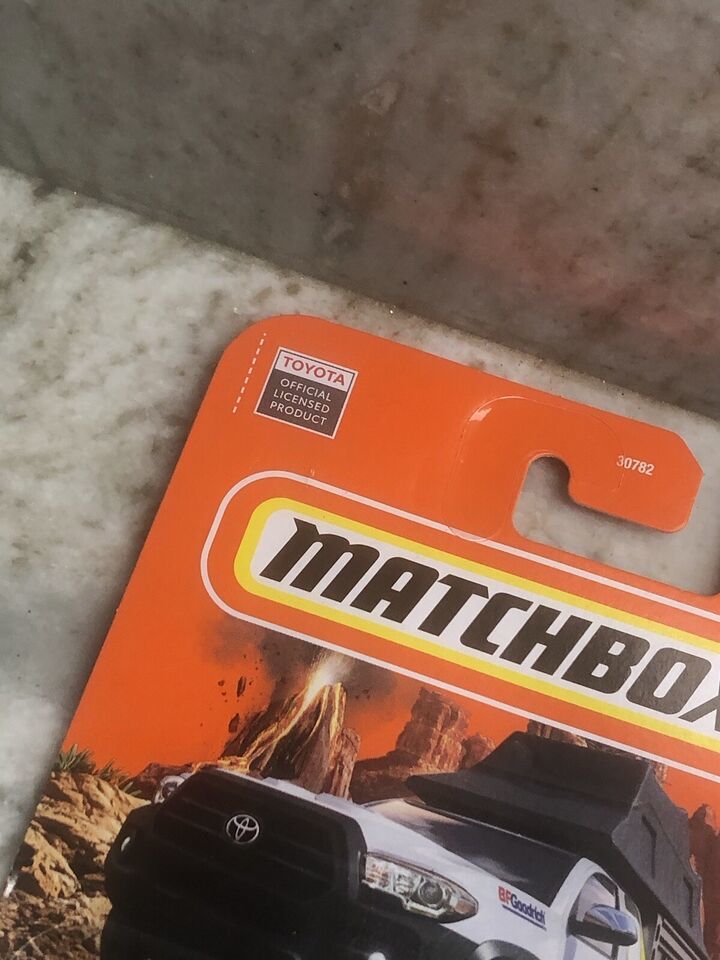 TOYOTA
OFFICIAL
LICENSED
PRODUCT
30782
MATCHBOX
BFGoodrich